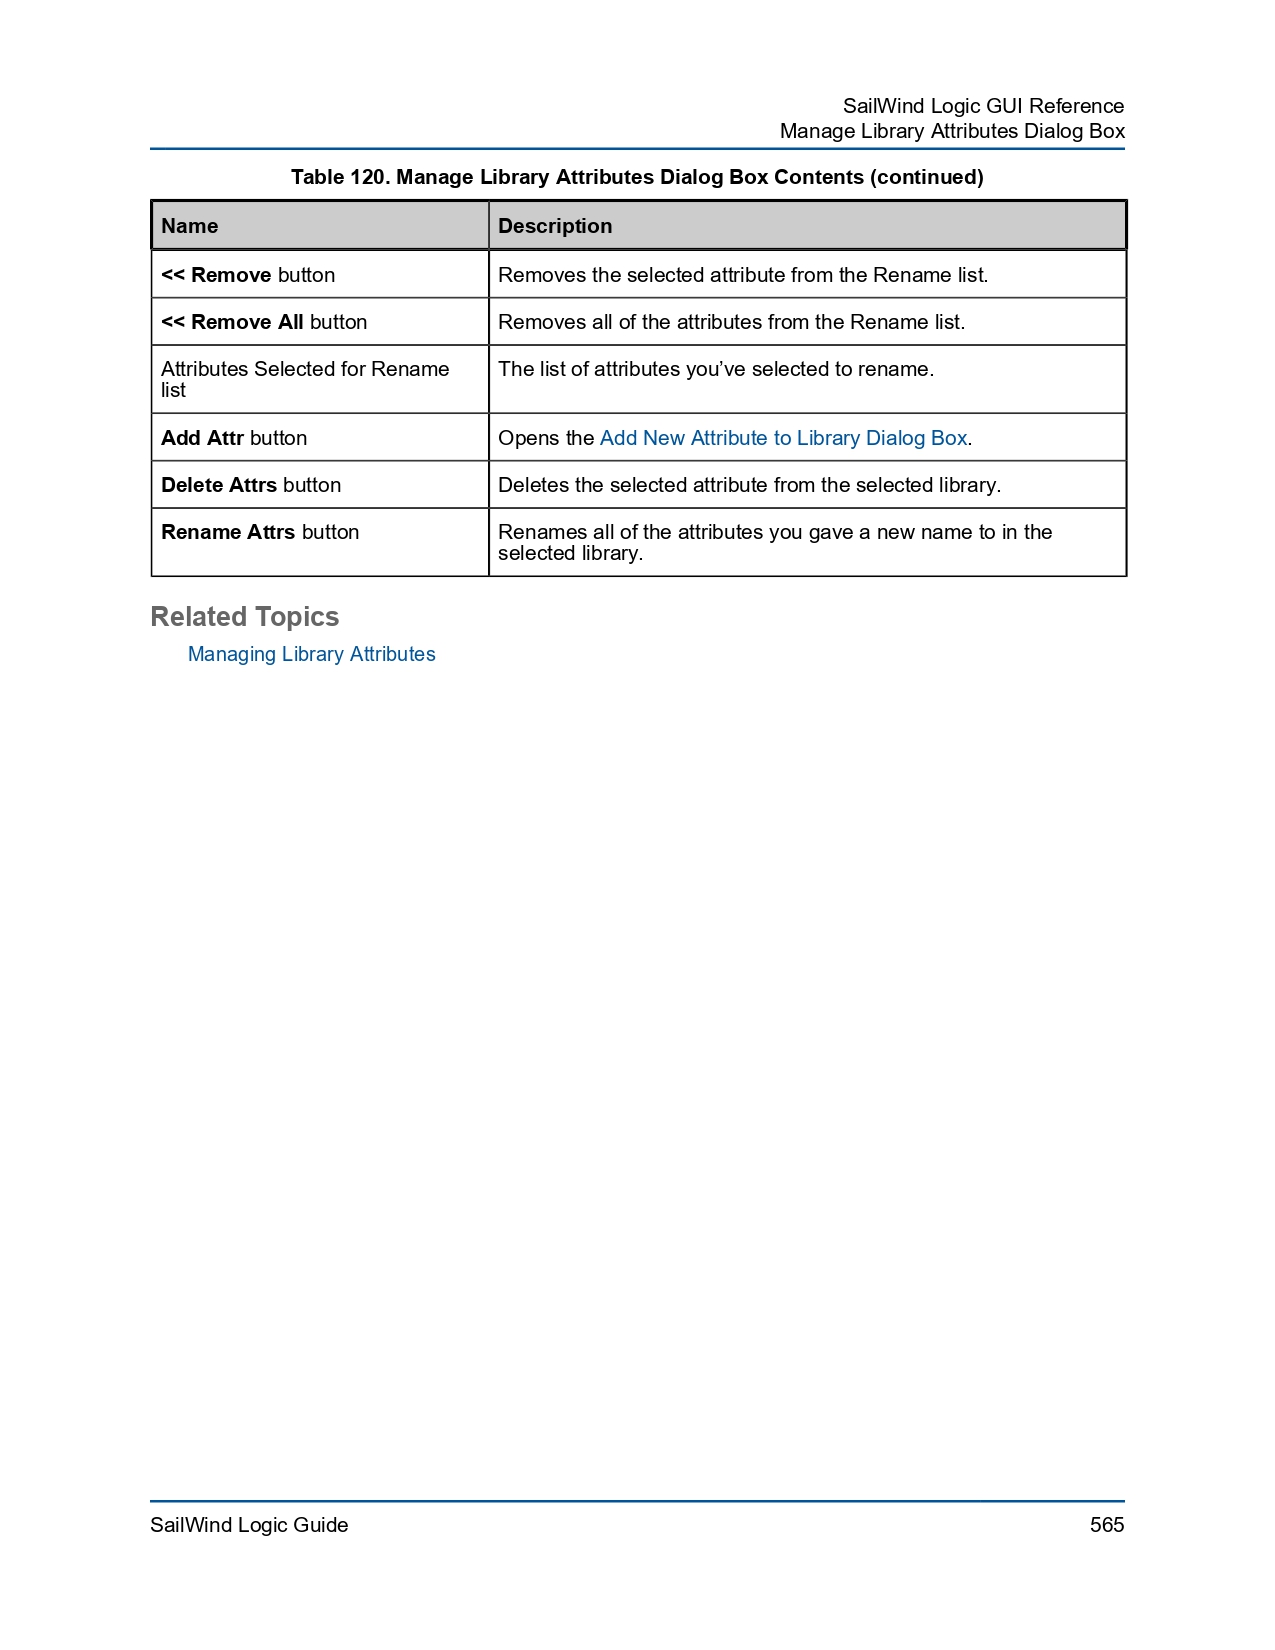 SailWind Logic GUI Reference
Manage Library Attributes Dialog Box
Table 120. Manage Library Attributes Dialog Box Contents (continued)
Name Description
<< Remove button Removes the selected attribute from the Rename list.
<< Remove All button Removes all of the attributes from the Rename list.
Attributes Selected for Rename The list of attributes you’ve selected to rename.
list
Add Attr button Opens the Add New Attribute to Library Dialog Box.
Delete Attrs button Deletes the selected attribute from the selected library.
Rename Attrs button Renames all of the attributes you gave a new name to in the
selected library.
Related Topics
Managing Library Attributes
SailWind Logic Guide 565